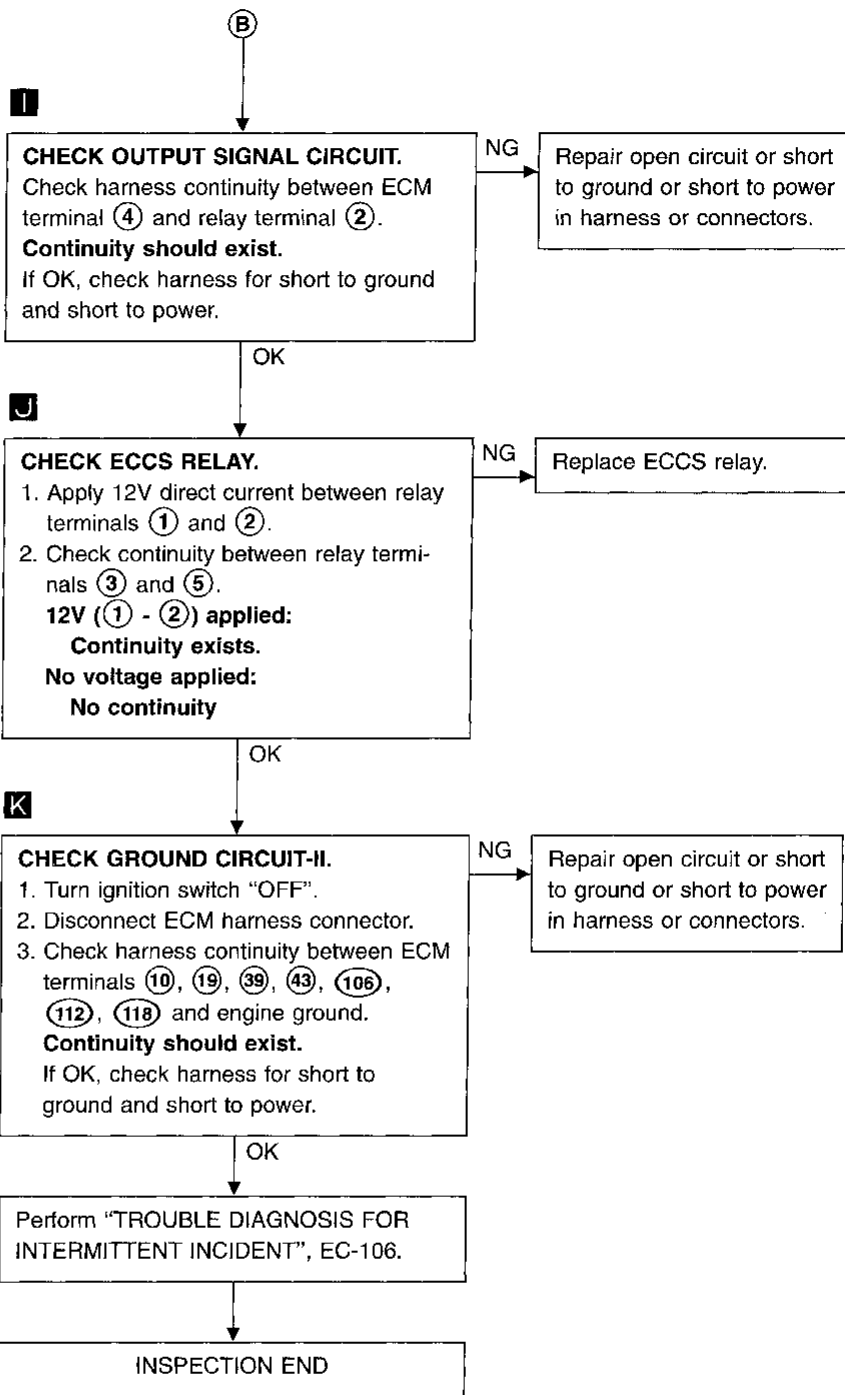 B
I
CHECK OUTPUT SIGNAL CIRCUIT.
Check harness continuity between ECM
terminal ④ and relay terminal ②.
Continuity should exist.
If OK, check harness for short to ground
and short to power.
NG
Repair open circuit or short
to ground or short to power
in harness or connectors.
OK
J
CHECK ECCS RELAY.
1. Apply 12V direct current between relay
terminals ① and ②.
2. Check continuity between relay termi-
nals ③ and ⑤.
12V (① - ②) applied:
Continuity exists.
No voltage applied:
No continuity
NG
Replace ECCS relay.
OK
K
CHECK GROUND CIRCUIT-II.
1. Turn ignition switch “OFF”.
2. Disconnect ECM harness connector.
3. Check harness continuity between ECM
terminals ⑩, ⑲, ㊴, ㊸, (106),
(112), (118) and engine ground.
Continuity should exist.
If OK, check harness for short to
ground and short to power.
NG
Repair open circuit or short
to ground or short to power
in harness or connectors.
OK
Perform “TROUBLE DIAGNOSIS FOR
INTERMITTENT INCIDENT”, EC-106.
INSPECTION END